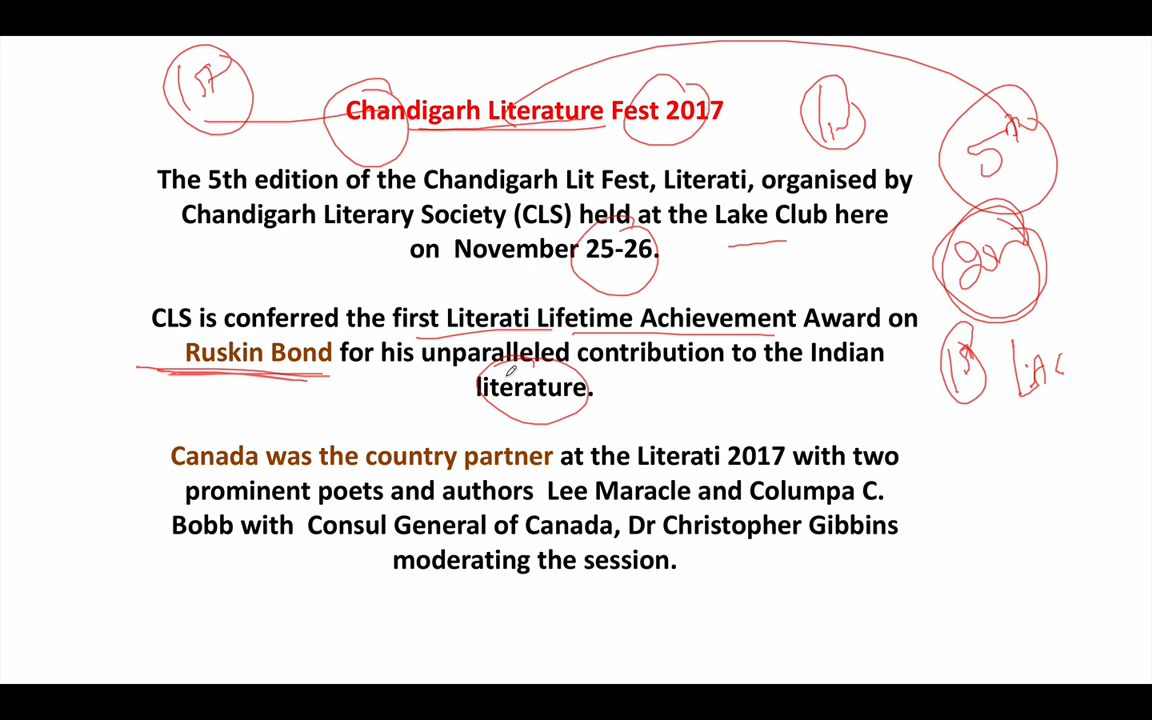 1st
Chandigarh Literature Fest 2017
5th
The 5th edition of the Chandigarh Lit Fest, Literati, organised by
Chandigarh Literary Society (CLS) held at the Lake Club here
on November 25-26.
CLS is conferred the first Literati Lifetime Achievement Award on
Ruskin Bond for his unparalleled contribution to the Indian
1st
literature.
Canada was the country partner at the Literati 2017 with two
prominent poets and authors Lee Maracle and Columpa C.
Bobb with Consul General of Canada, Dr Christopher Gibbins
moderating the session.